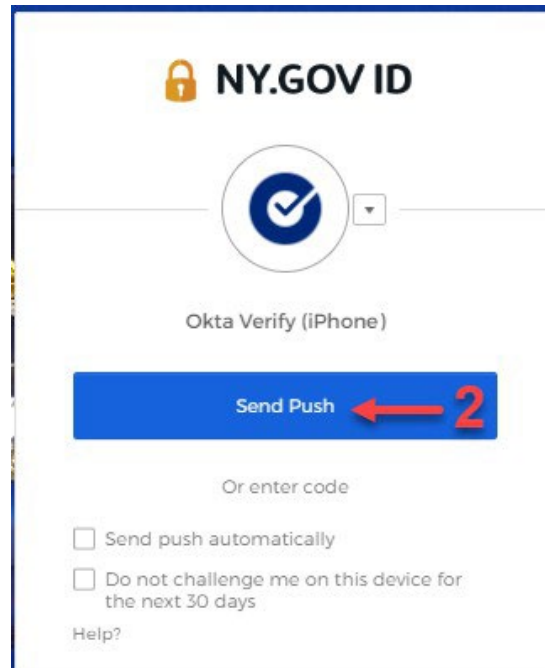 NY.GOV ID
Okta Verify (iPhone)
Send Push 2
Or enter code
Send push automatically
Do not challenge me on this device for
the next 30 days
Help?